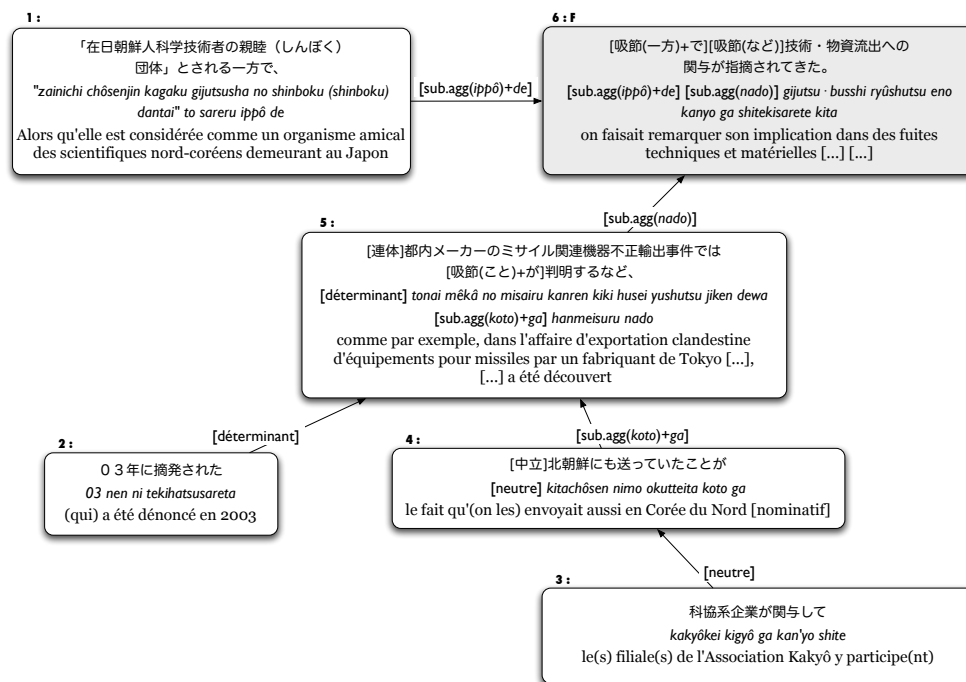 1 :
「在日朝鮮人科学技術者の親睦（しんぼく）
団体」とされる一方で、
"zainichi chôsenjin kagaku gijutsusha no shinboku (shinboku)
dantai" to sareru ippô de
Alors qu'elle est considérée comme un organisme amical
des scientifiques nord-coréens demeurant au Japon
[sub.agg(ippô)+de]
6 : F
[吸節(一方)+で][吸節(など)]技術・物資流出への
関与が指摘されてきた。
[sub.agg(ippô)+de] [sub.agg(nado)] gijutsu · busshi ryûshutsu eno
kanyo ga shitekisarete kita
on faisait remarquer son implication dans des fuites
techniques et matérielles [...] [...]
[sub.agg(nado)]
5 :
[連体]都内メーカーのミサイル関連機器不正輸出事件では
[吸節(こと)+が]判明するなど、
[déterminant] tonai mêkâ no misairu kanren kiki husei yushutsu jiken dewa
[sub.agg(koto)+ga] hanmeisuru nado
comme par exemple, dans l'affaire d'exportation clandestine
d'équipements pour missiles par un fabriquant de Tokyo [...],
[...] a été découvert
[déterminant]
2 :
０３年に摘発された
03 nen ni tekihatsusareta
(qui) a été dénoncé en 2003
[sub.agg(koto)+ga]
4 :
[中立]北朝鮮にも送っていたことが
[neutre] kitachôsen nimo okutteita koto ga
le fait qu'(on les) envoyait aussi en Corée du Nord [nominatif]
[neutre]
3 :
科協系企業が関与して
kakyôkei kigyô ga kan'yo shite
le(s) filiale(s) de l'Association Kakyô y participe(nt)